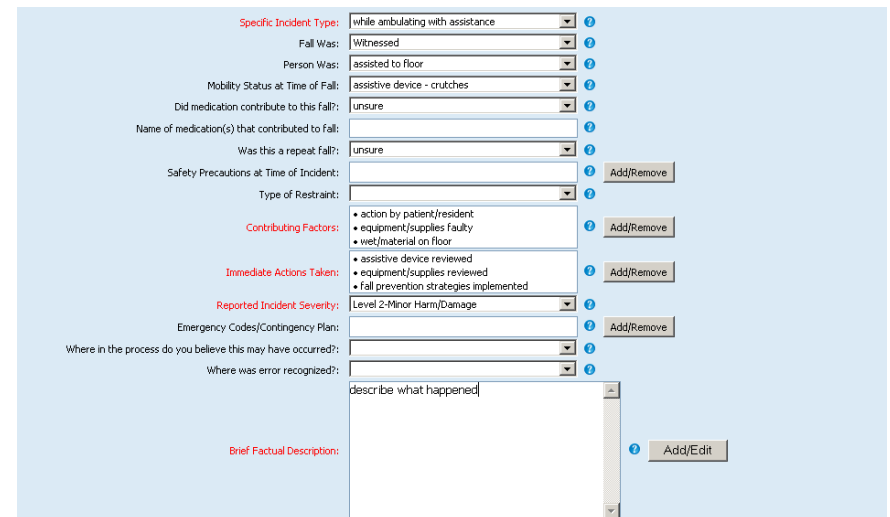 Specific Incident Type: while ambulating with assistance
Fall Was: Witnessed
Person Was: assisted to floor
Mobility Status at Time of Fall: assistive device - crutches
Did medication contribute to this fall?: unsure
Name of medication(s) that contributed to fall:
Was this a repeat fall?: unsure
Safety Precautions at Time of Incident: Add/Remove
Type of Restraint:
• action by patient/resident
Contributing Factors: • equipment/supplies faulty Add/Remove
• wet/material on floor
• assistive device reviewed
Immediate Actions Taken: • equipment/supplies reviewed Add/Remove
• fall prevention strategies implemented
Reported Incident Severity: Level 2-Minor Harm/Damage
Emergency Codes/Contingency Plan: Add/Remove
Where in the process do you believe this may have occurred?:
Where was error recognized?:
describe what happened
Brief Factual Description: Add/Edit